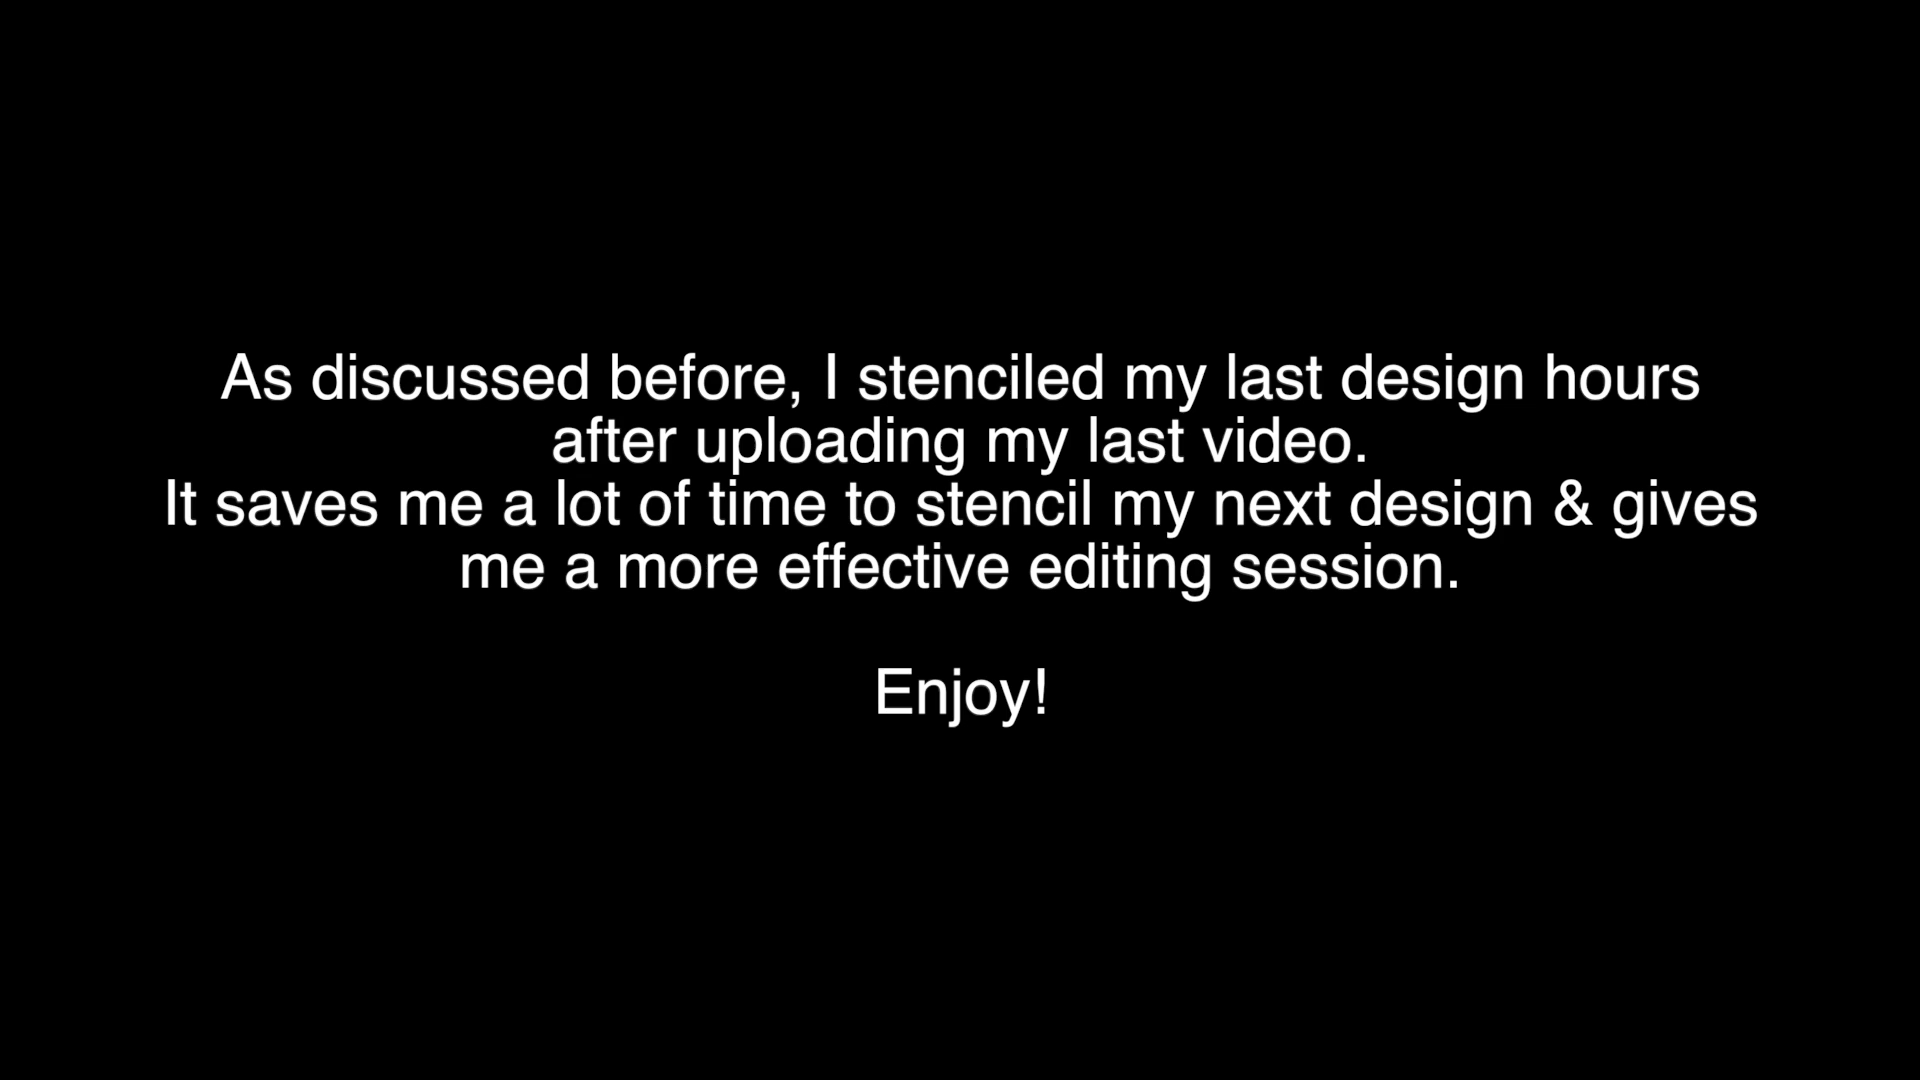 As discussed before, I stenciled my last design hours
after uploading my last video.
It saves me a lot of time to stencil my next design & gives
me a more effective editing session.
Enjoy!